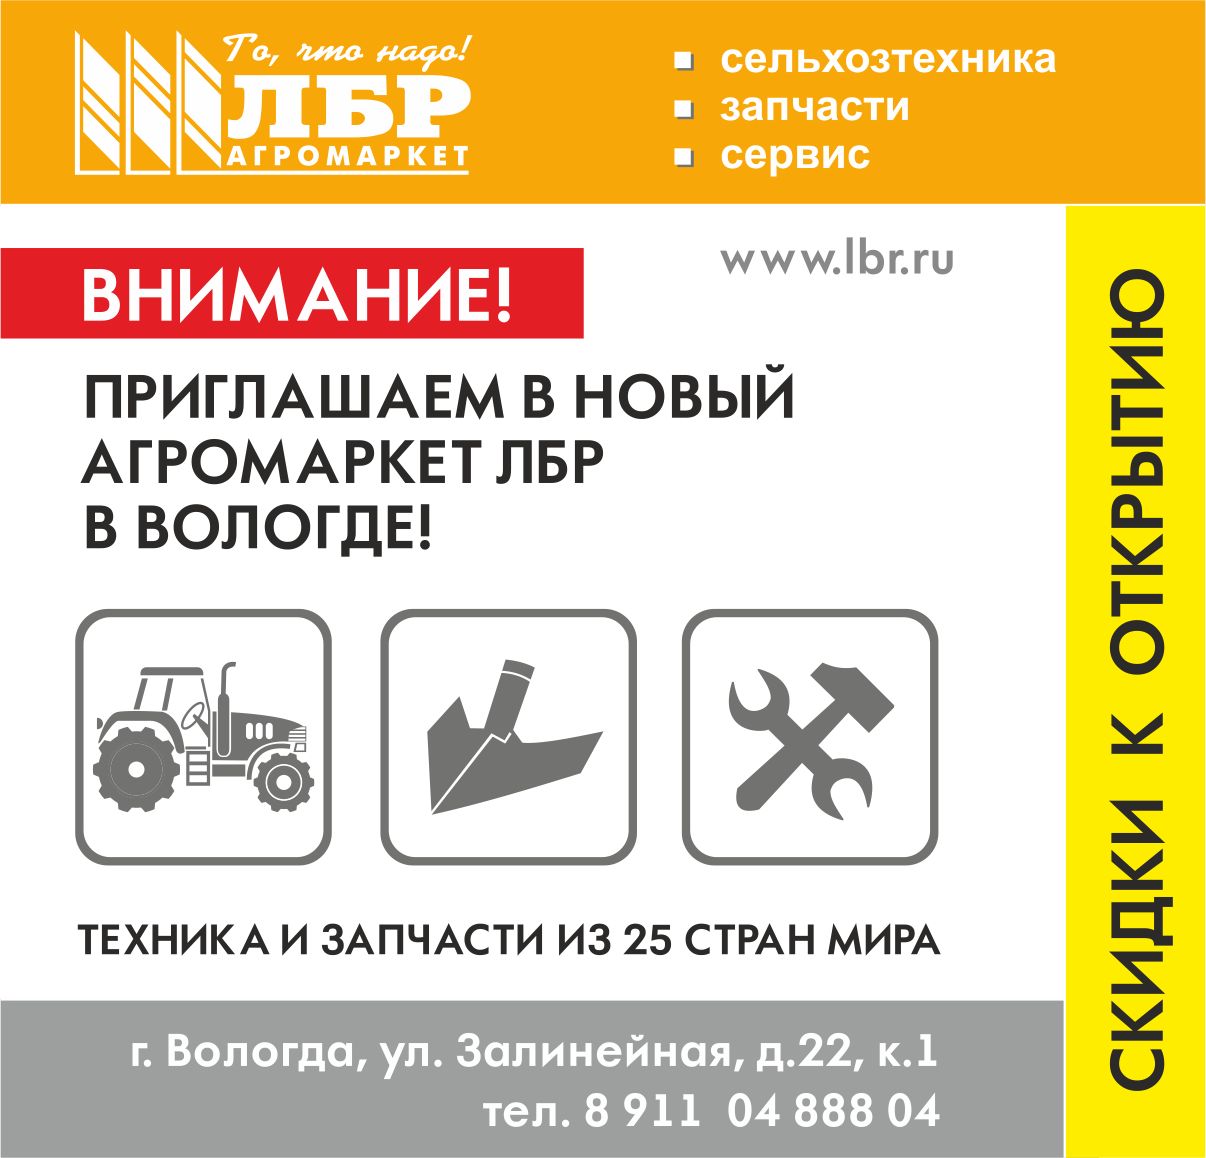 То, что надо!
ЛБР
АГРОМАРКЕТ
сельхозтехника
запчасти
сервис
www.lbr.ru
ВНИМАНИЕ!
ПРИГЛАШАЕМ В НОВЫЙ
АГРОМАРКЕТ ЛБР
В ВОЛОГДЕ!
ТЕХНИКА И ЗАПЧАСТИ ИЗ 25 СТРАН МИРА
г. Вологда, ул. Залинейная, д.22, к.1
тел. 8 911 04 888 04
СКИДКИ К ОТКРЫТИЮ